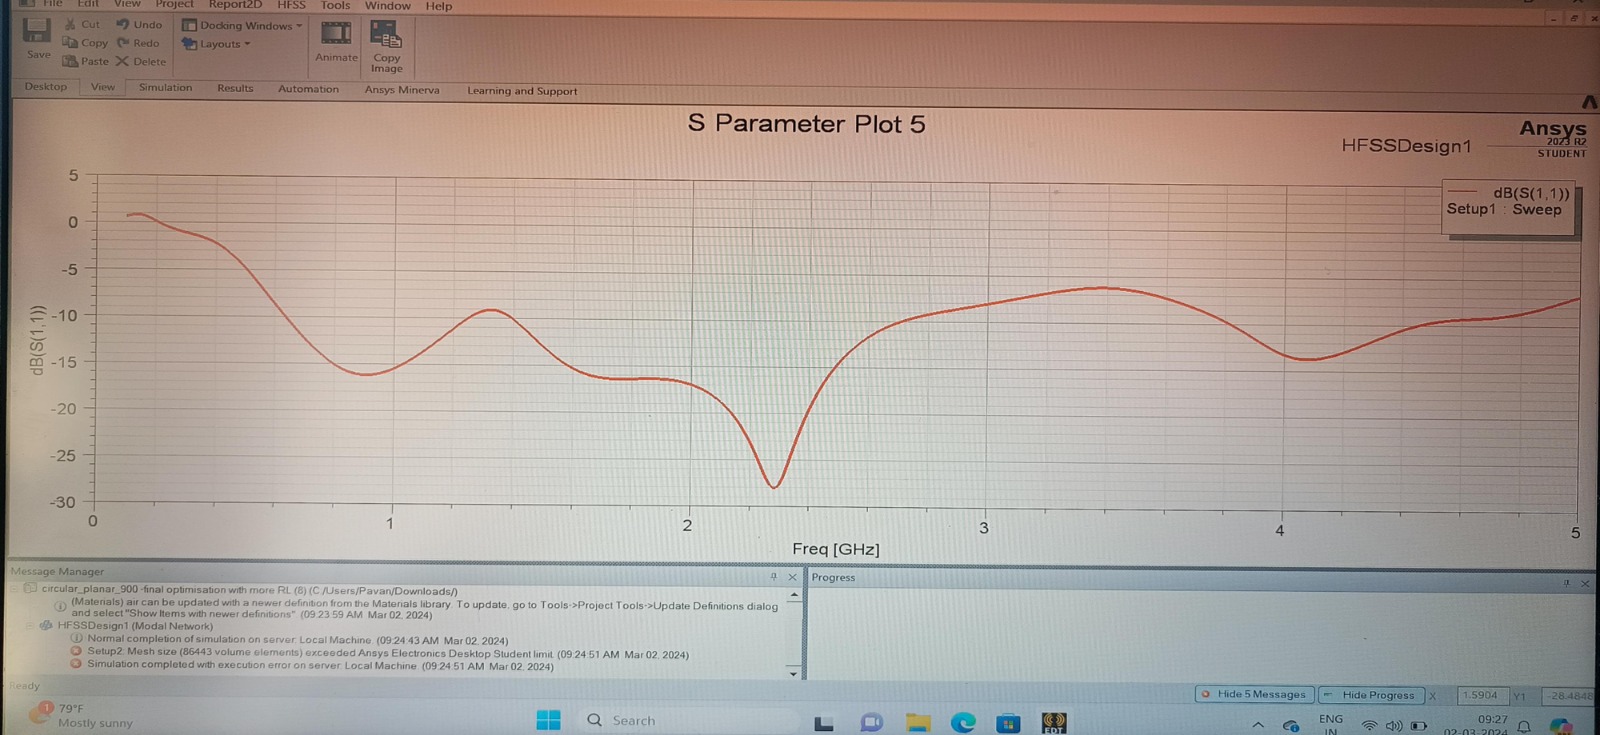 File Edit View Project Report2D HFSS Tools Window Help
Save
Cut
Copy
Paste
Undo
Redo
Delete
Docking Windows
Layouts
Animate
Copy Image
Desktop View Simulation Results Automation Ansys Minerva Learning and Support
S Parameter Plot 5
HFSSDesign1
Ansys
2023 R2
STUDENT
dB(S(1,1))
Setup1 : Sweep
dB(S(1,1))
5
0
-5
-10
-15
-20
-25
-30
0 1 2 3 4 5
Freq [GHz]
Message Manager
circular_planar_900 -final optimisation with more RL (8) (C:/Users/Pavan/Downloads/)
(Materials) air can be updated with a newer definition from the Materials library. To update, go to Tools->Project Tools->Update Definitions dialog
and select "Show Items with newer definitions". (09:23:59 AM Mar 02, 2024)
HFSSDesign1 (Modal Network)
Normal completion of simulation on server: Local Machine. (09:24:43 AM Mar 02, 2024)
Setup2: Mesh size (86443 volume elements) exceeded Ansys Electronics Desktop Student limit. (09:24:51 AM Mar 02, 2024)
Simulation completed with execution error on server: Local Machine. (09:24:51 AM Mar 02, 2024)
Progress
Ready
Hide 5 Messages Hide Progress X 1.5904 Y1 -28.4848
1
79°F
Mostly sunny
Search
EDT
ENG
IN
09:27
02-03-2024